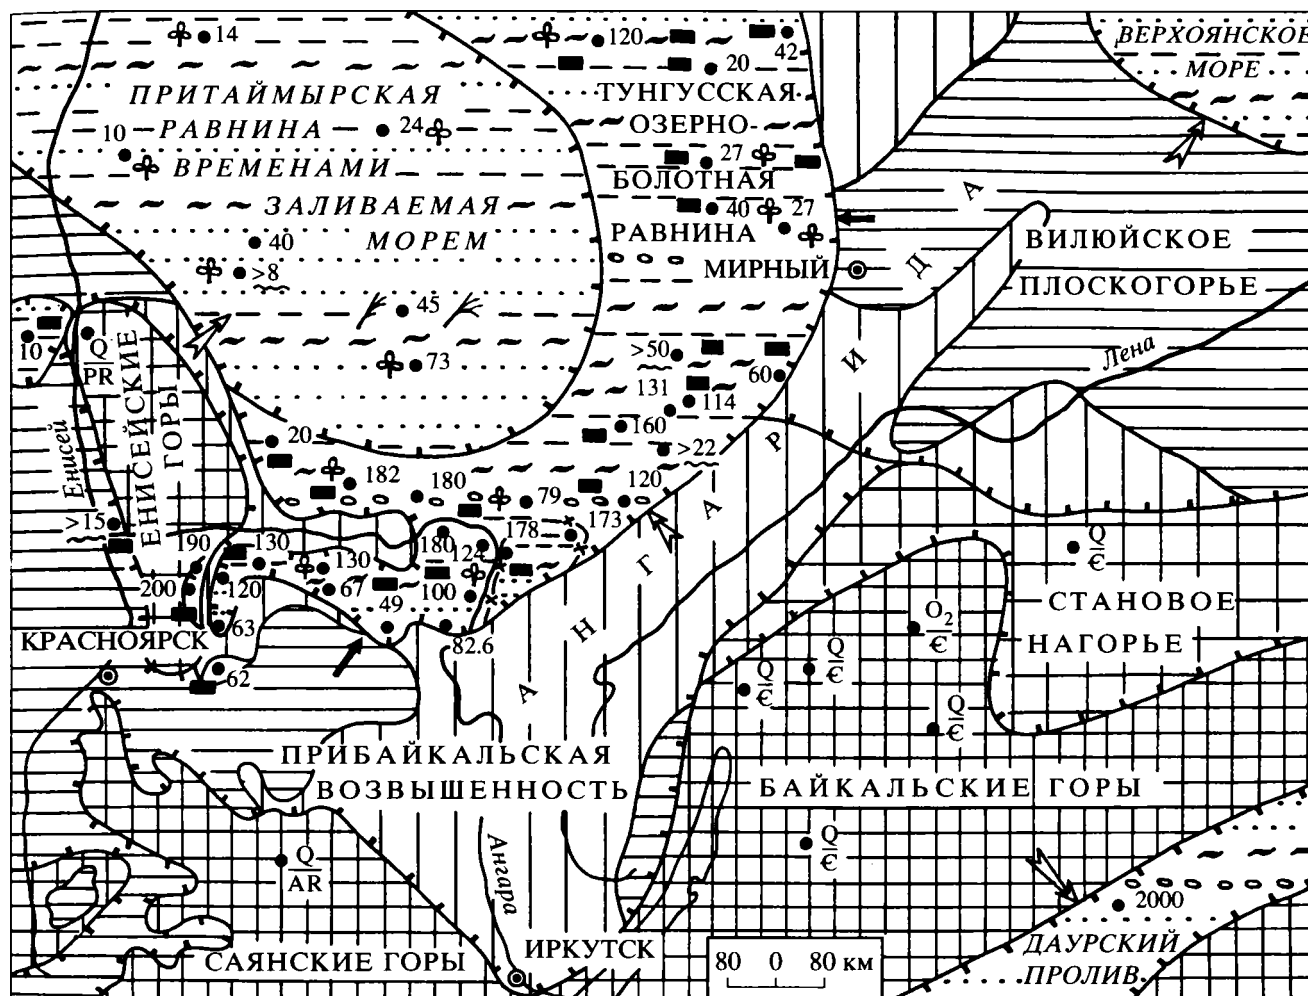 14
120
42
20
ВЕРХОЯНСКОЕ
МОРЕ
ПРИТАЙМЫРСКАЯ
РАВНИНА
ВРЕМЕНАМИ
ЗАЛИВАЕМАЯ
МОРЕМ
10
24
ТУНГУССКАЯ
ОЗЕРНО-
БОЛОТНАЯ
РАВНИНА
27
40
27
МИРНЫЙ
40
>8
45
73
ВИЛЮЙСКОЕ
ПЛОСКОГОРЬЕ
Лена
АНГАРИДА
10
Q
PR
ЕНИСЕЙСКИЕ
ГОРЫ
Енисей
>50
131
60
114
160
>22
20
182
180
79
120
>15
190
130
130
180
124
178
173
200
120
67
49
100
63
82.6
62
КРАСНОЯРСК
Q
Є
СТАНОВОЕ
НАГОРЬЕ
O₂
Є
Q
Є
Q
Є
Q
Є
ПРИБАЙКАЛЬСКАЯ
ВОЗВЫШЕННОСТЬ
БАЙКАЛЬСКИЕ ГОРЫ
Q
Є
Q
AR
Ангара
2000
САЯНСКИЕ ГОРЫ
ИРКУТСК
80 0 80 км
ДАУРСКИЙ
ПРОЛИВ